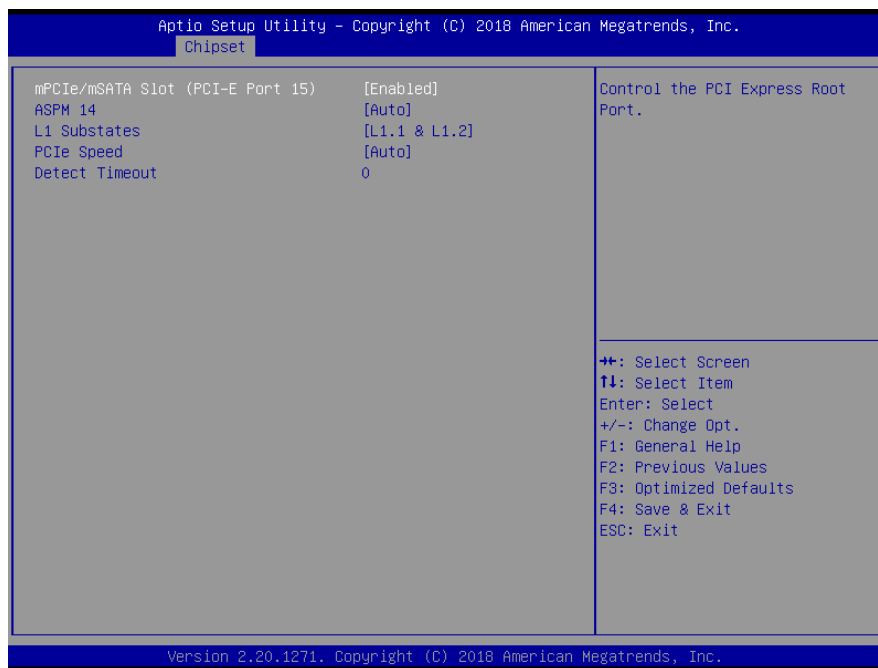 Aptio Setup Utility – Copyright (C) 2018 American Megatrends, Inc.
Chipset
mPCIe/mSATA Slot (PCI-E Port 15) [Enabled]
ASPM 14 [Auto]
L1 Substates [L1.1 & L1.2]
PCIe Speed [Auto]
Detect Timeout 0
Control the PCI Express Root
Port.
→←: Select Screen
↑↓: Select Item
Enter: Select
+/-: Change Opt.
F1: General Help
F2: Previous Values
F3: Optimized Defaults
F4: Save & Exit
ESC: Exit
Version 2.20.1271. Copyright (C) 2018 American Megatrends, Inc.